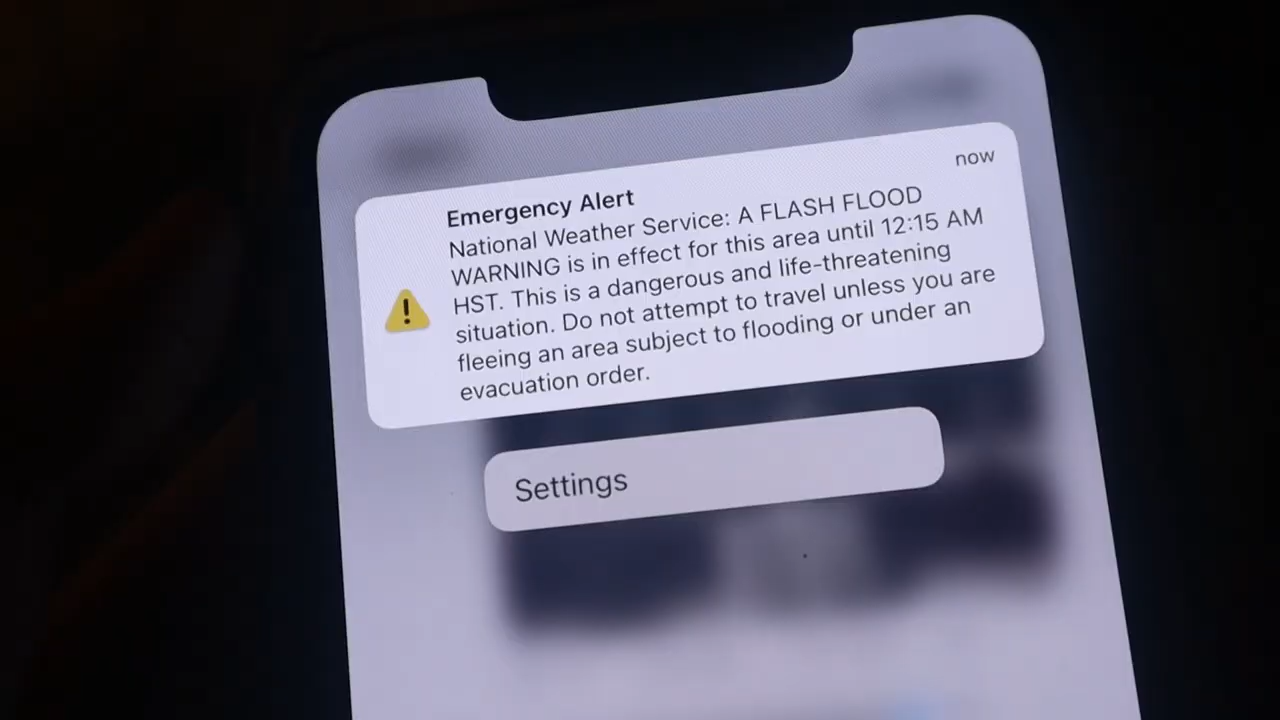 now
Emergency Alert
National Weather Service: A FLASH FLOOD
WARNING is in effect for this area until 12:15 AM
HST. This is a dangerous and life-threatening
situation. Do not attempt to travel unless you are
fleeing an area subject to flooding or under an
evacuation order.
Settings